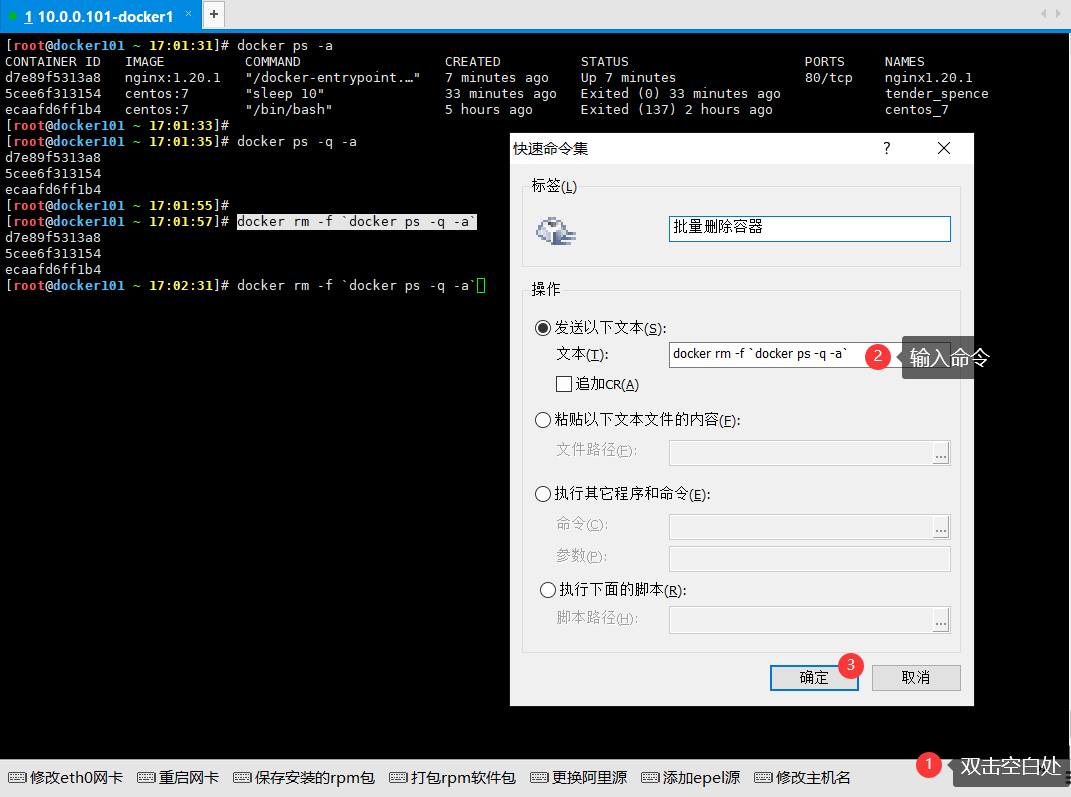 1 10.0.0.101-docker1 × +
[root@docker101 ~ 17:01:31]# docker ps -a
CONTAINER ID   IMAGE          COMMAND                  CREATED          STATUS                      PORTS     NAMES
d7e89f5313a8   nginx:1.20.1   "/docker-entrypoint.…"   7 minutes ago    Up 7 minutes                80/tcp    nginx1.20.1
5cee6f313154   centos:7       "sleep 10"               33 minutes ago   Exited (0) 33 minutes ago             tender_spence
ecaafd6ff1b4   centos:7       "/bin/bash"              5 hours ago      Exited (137) 2 hours ago              centos_7
[root@docker101 ~ 17:01:33]#
[root@docker101 ~ 17:01:35]# docker ps -q -a
d7e89f5313a8
5cee6f313154
ecaafd6ff1b4
[root@docker101 ~ 17:01:55]#
[root@docker101 ~ 17:01:57]# docker rm -f `docker ps -q -a`
d7e89f5313a8
5cee6f313154
ecaafd6ff1b4
[root@docker101 ~ 17:02:31]# docker rm -f `docker ps -q -a`
快速命令集 ?
标签(L)
批量删除容器
操作
发送以下文本(S):
文本(T): docker rm -f `docker ps -q -a` 2 输入命令
追加CR(A)
粘贴以下文本文件的内容(F):
文件路径(F): ...
执行其它程序和命令(E):
命令(C): ...
参数(P):
执行下面的脚本(R):
脚本路径(H): ...
确定 3 取消
1 双击空白处
修改eth0网卡 重启网卡 保存安装的rpm包 打包rpm软件包 更换阿里源 添加epel源 修改主机名